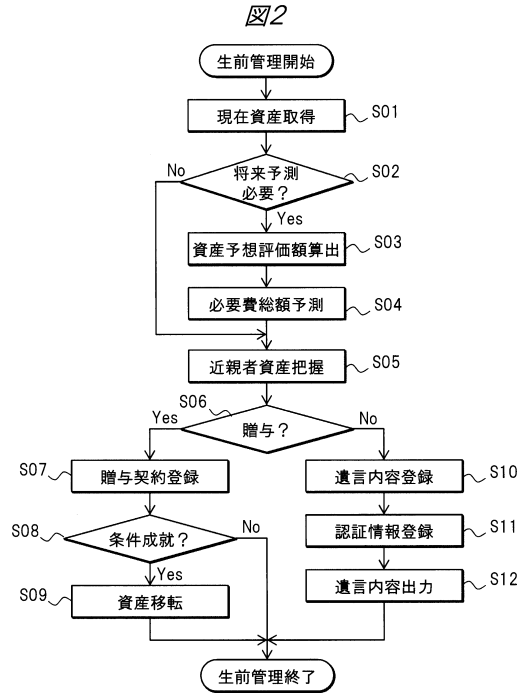 図2
生前管理開始
現在資産取得
S01
No
将来予測
必要？
S02
Yes
資産予想評価額算出
S03
必要費総額予測
S04
近親者資産把握
S05
S06
Yes
贈与？
No
S07
贈与契約登録
遺言内容登録
S10
S08
条件成就？
No
認証情報登録
S11
Yes
S09
資産移転
遺言内容出力
S12
生前管理終了